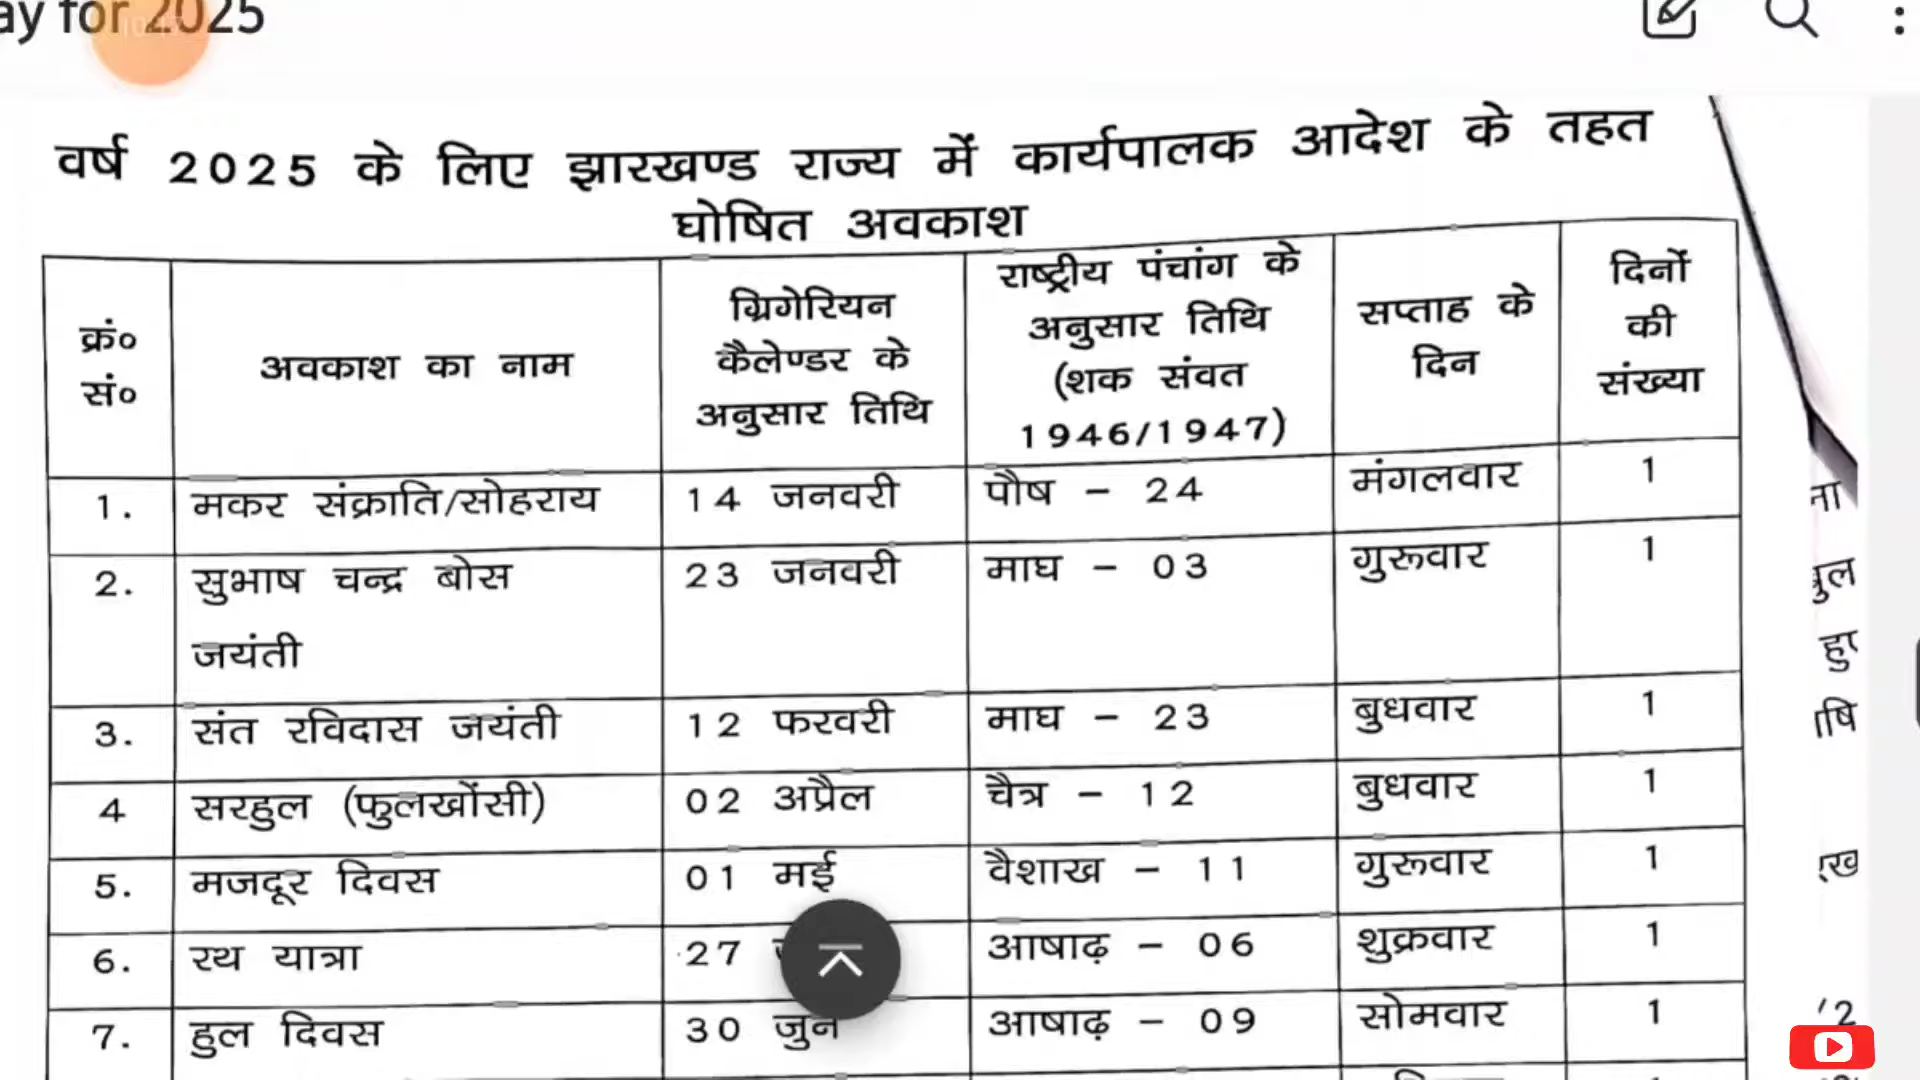 ay for 2025
वर्ष 2025 के लिए झारखण्ड राज्य में कार्यपालक आदेश के तहत
घोषित अवकाश
क्रं० सं० अवकाश का नाम ग्रिगेरियन कैलेण्डर के अनुसार तिथि राष्ट्रीय पंचांग के अनुसार तिथि (शक संवत 1946/1947) सप्ताह के दिन दिनों की संख्या
1. मकर संक्राति/सोहराय 14 जनवरी पौष – 24 मंगलवार 1
2. सुभाष चन्द्र बोस 23 जनवरी माघ – 03 गुरूवार 1
जयंती
3. संत रविदास जयंती 12 फरवरी माघ – 23 बुधवार 1
4 सरहुल (फुलखोंसी) 02 अप्रैल चैत्र – 12 बुधवार 1
5. मजदूर दिवस 01 मई वैशाख – 11 गुरूवार 1
6. रथ यात्रा 27 आषाढ़ – 06 शुक्रवार 1
7. हुल दिवस 30 जुन आषाढ़ – 09 सोमवार 1